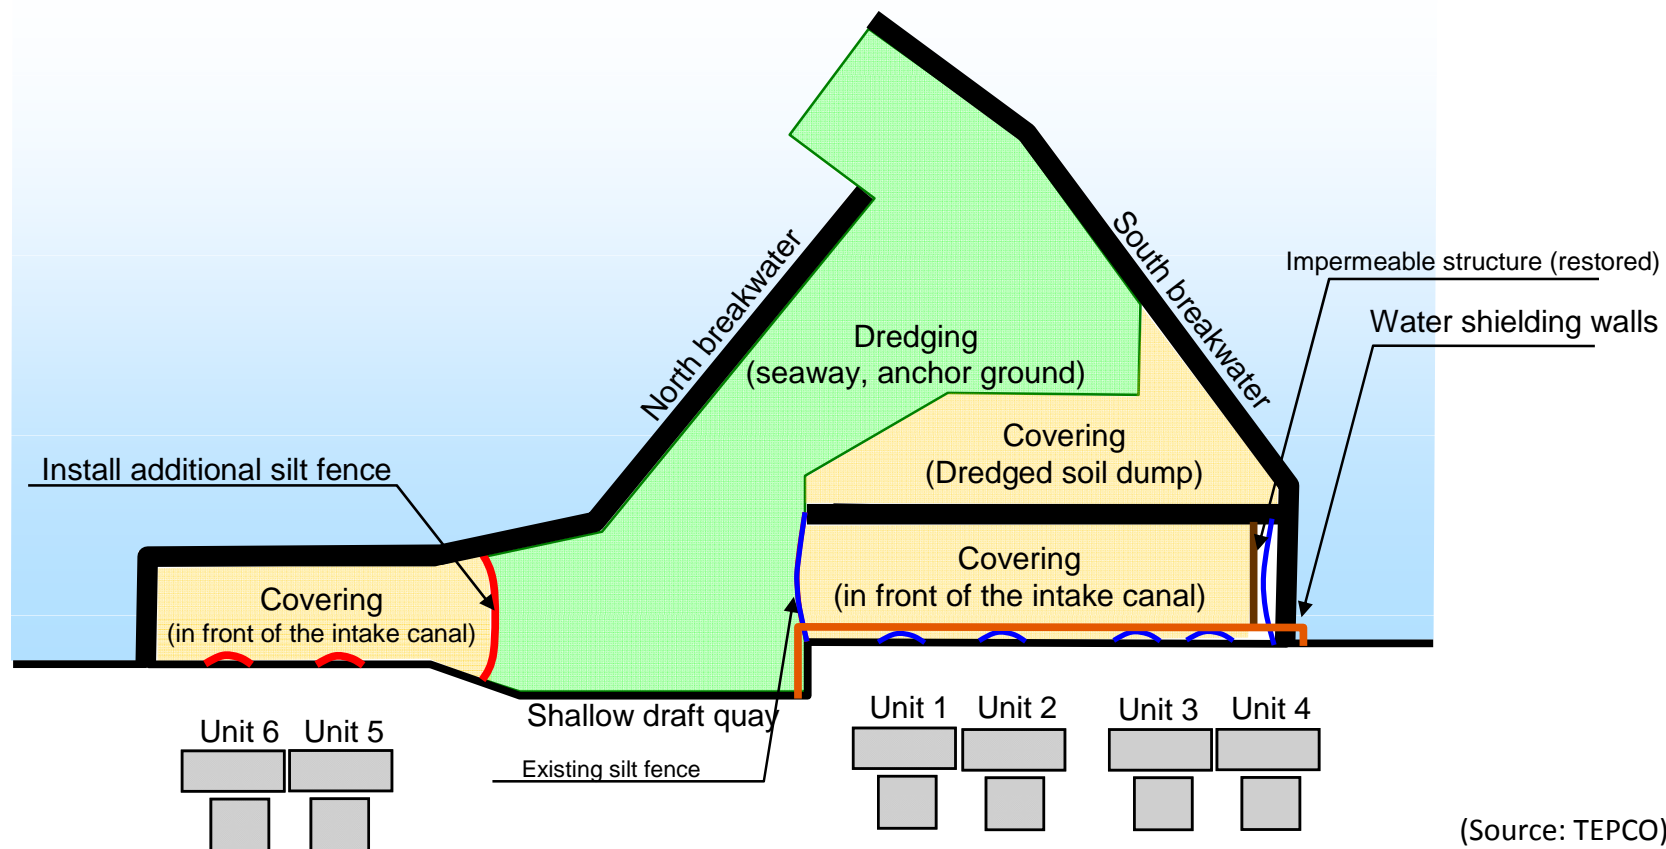 North breakwater
South breakwater
Impermeable structure (restored)
Water shielding walls
Dredging
(seaway, anchor ground)
Covering
(Dredged soil dump)
Install additional silt fence
Covering
(in front of the intake canal)
Covering
(in front of the intake canal)
Shallow draft quay
Existing silt fence
Unit 6
Unit 5
Unit 1
Unit 2
Unit 3
Unit 4
(Source: TEPCO)